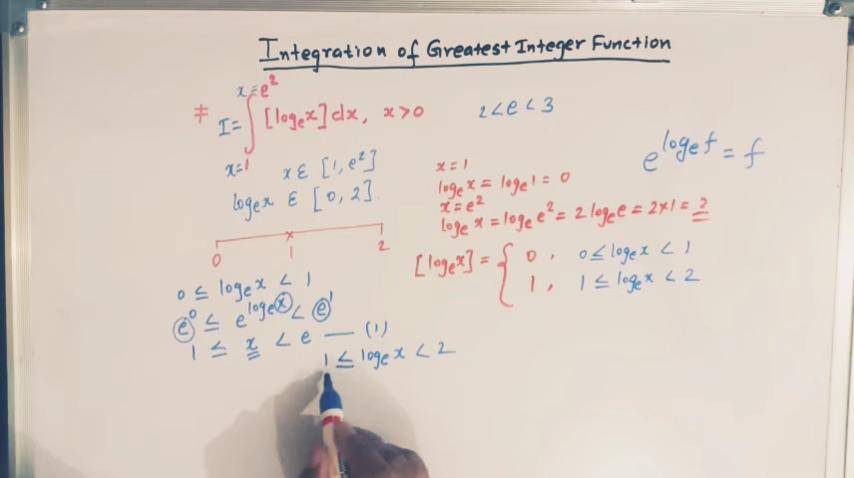 Integration of Greatest Integer Function
≠ I = ∫_{x=1}^{x=e²} [logₑx] dx, x>0
2<e<3
x ∈ [1, e²]
logₑx ∈ [0, 2].
x=1
logₑx = logₑ1 = 0
x=e²
logₑx = logₑe² = 2 logₑe = 2×1 = 2
e^{logₑf} = f
0 1 2
[logₑx] = { 0, 0 ≤ logₑx < 1
1, 1 ≤ logₑx < 2
0 ≤ logₑx < 1
e⁰ ≤ e^{logₑx} < e¹
1 ≤ x < e — (1)
1 ≤ logₑx < 2